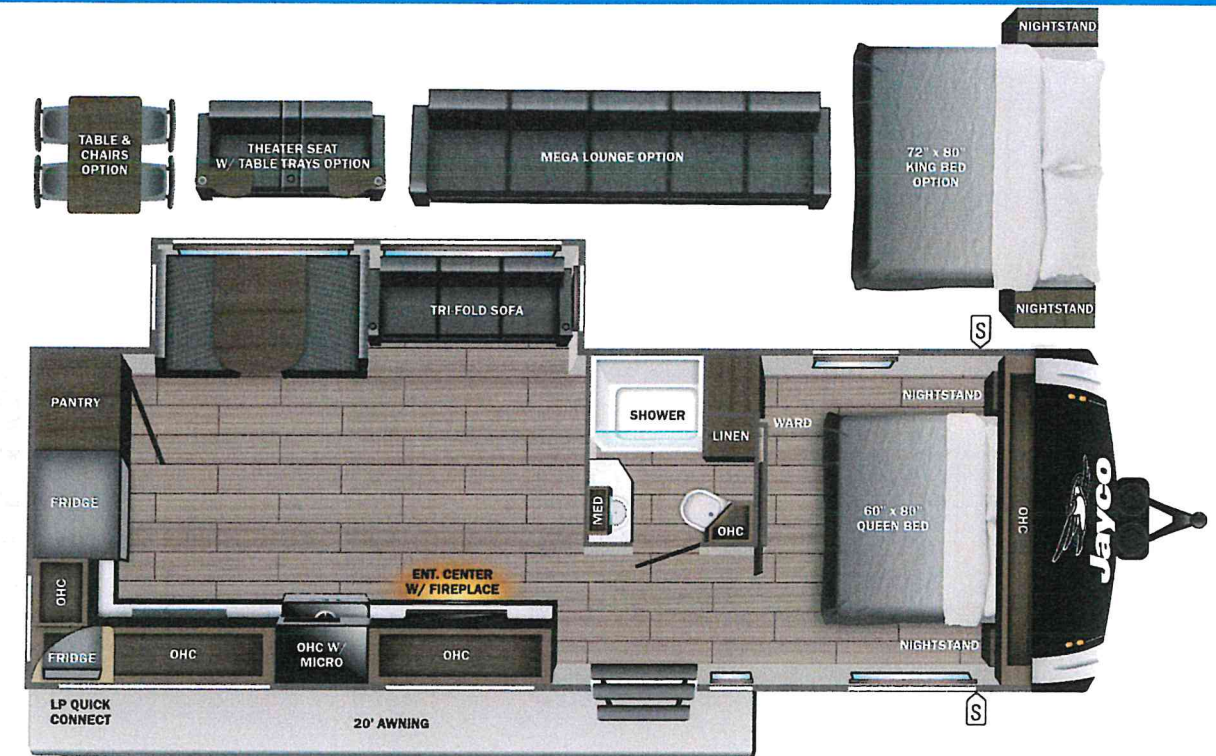 NIGHTSTAND
TABLE &
CHAIRS
OPTION
THEATER SEAT
W/ TABLE TRAYS OPTION
MEGA LOUNGE OPTION
72" x 80"
KING BED
OPTION
NIGHTSTAND
TRI FOLD SOFA
S
PANTRY
SHOWER
LINEN
WARD
NIGHTSTAND
FRIDGE
MED
OHC
60" x 80"
QUEEN BED
OHC
Jayco
ENT. CENTER
W/ FIREPLACE
OHC
FRIDGE
OHC
OHC W/
MICRO
OHC
NIGHTSTAND
LP QUICK
CONNECT
20' AWNING
S